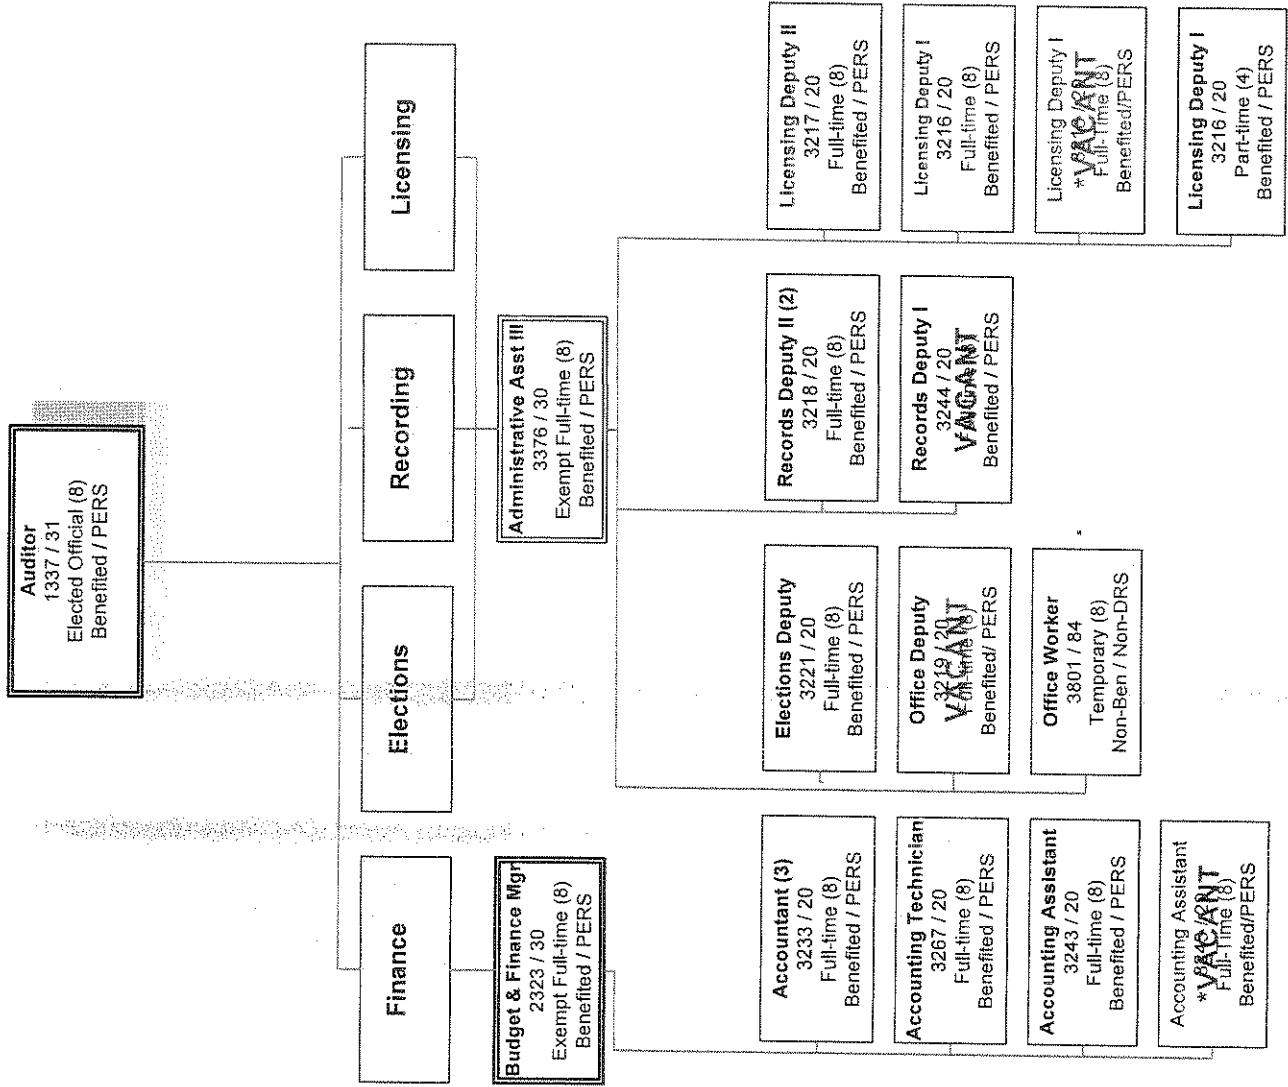 Auditor
1337 / 31
Elected Official (8)
Benefited / PERS
Finance
Elections
Recording
Licensing
Budget & Finance Mgr
2323 / 30
Exempt Full-time (8)
Benefited / PERS
Administrative Asst III
3376 / 30
Exempt Full-time (8)
Benefited / PERS
Accountant (3)
3233 / 20
Full-time (8)
Benefited / PERS
Accounting Technician
3267 / 20
Full-time (8)
Benefited / PERS
Accounting Assistant
3243 / 20
Full-time (8)
Benefited / PERS
Accounting Assistant
*VACANT
Full-Time (8)
Benefited/PERS
Elections Deputy
3221 / 20
Full-time (8)
Benefited / PERS
Office Deputy
3219 / 20
VACANT
Full-time (8)
Benefited/ PERS
Office Worker
3801 / 84
Temporary (8)
Non-Ben / Non-DRS
Records Deputy II (2)
3218 / 20
Full-time (8)
Benefited / PERS
Records Deputy I
3244 / 20
VACANT
Benefited / PERS
Licensing Deputy II
3217 / 20
Full-time (8)
Benefited / PERS
Licensing Deputy I
3216 / 20
Full-time (8)
Benefited / PERS
Licensing Deputy I
*VACANT
Full-Time (8)
Benefited/PERS
Licensing Deputy I
3216 / 20
Part-time (4)
Benefited / PERS